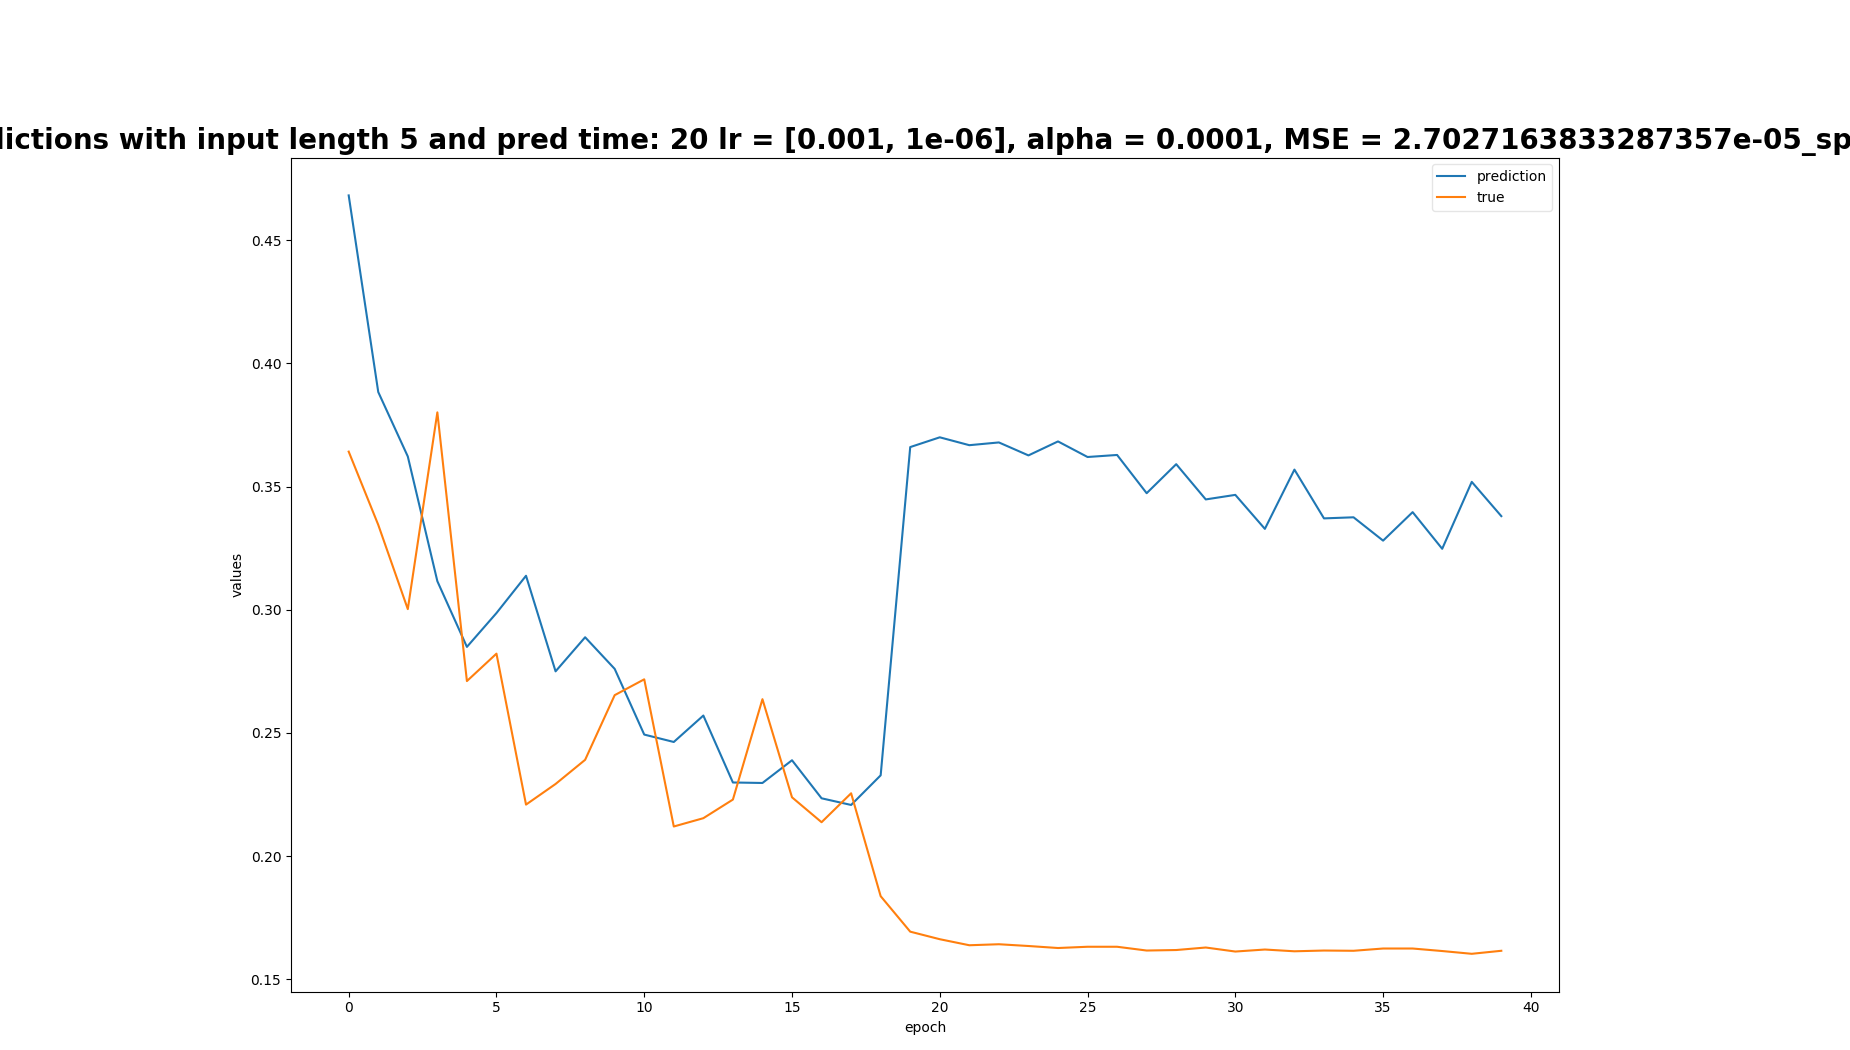 dictions with input length 5 and pred time: 20 lr = [0.001, 1e-06], alpha = 0.0001, MSE = 2.7027163833287357e-05_sp
prediction
true
0.45
0.40
0.35
0.30
0.25
0.20
0.15
values
0 5 10 15 20 25 30 35 40
epoch